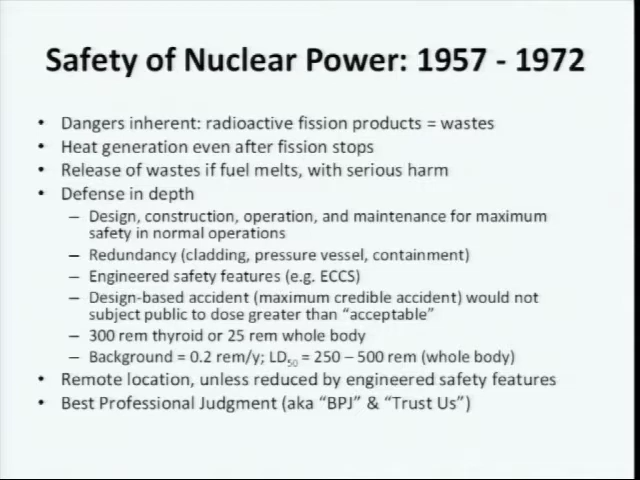 Safety of Nuclear Power: 1957 - 1972
• Dangers inherent: radioactive fission products = wastes
• Heat generation even after fission stops
• Release of wastes if fuel melts, with serious harm
• Defense in depth
– Design, construction, operation, and maintenance for maximum
safety in normal operations
– Redundancy (cladding, pressure vessel, containment)
– Engineered safety features (e.g. ECCS)
– Design-based accident (maximum credible accident) would not
subject public to dose greater than “acceptable”
– 300 rem thyroid or 25 rem whole body
– Background = 0.2 rem/y; LD50 = 250 – 500 rem (whole body)
• Remote location, unless reduced by engineered safety features
• Best Professional Judgment (aka “BPJ” & “Trust Us”)